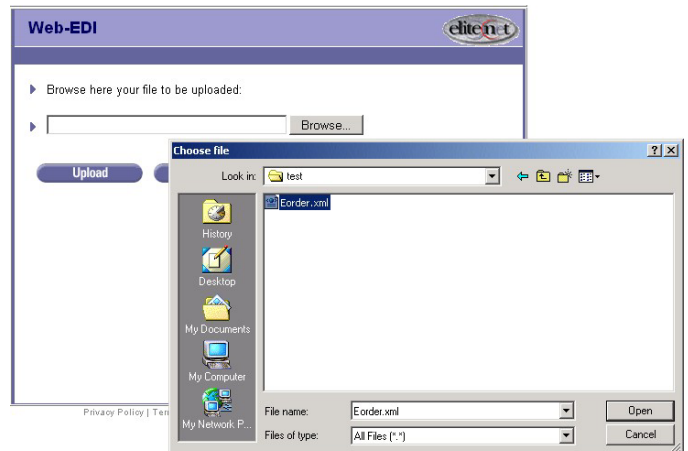 Web-EDI
elitenet
Browse here your file to be uploaded:
Browse...
Upload
Choose file
Look in:
test
Eorder.xml
History
Desktop
My Documents
My Computer
My Network P...
File name:
Eorder.xml
Open
Files of type:
All Files (*.*)
Cancel
Privacy Policy |